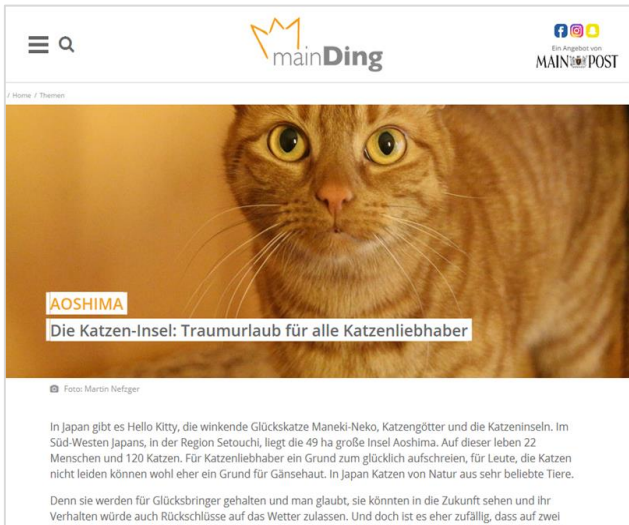 mainDing
Ein Angebot von
MAIN POST
/ Home / Themen
AOSHIMA
Die Katzen-Insel: Traumurlaub für alle Katzenliebhaber
Foto: Martin Nefzger
In Japan gibt es Hello Kitty, die winkende Glückskatze Maneki-Neko, Katzengötter und die Katzeninseln. Im
Süd-Westen Japans, in der Region Setouchi, liegt die 49 ha große Insel Aoshima. Auf dieser leben 22
Menschen und 120 Katzen. Für Katzenliebhaber ein Grund zum glücklich aufschreien, für Leute, die Katzen
nicht leiden können wohl eher ein Grund für Gänsehaut. In Japan Katzen von Natur aus sehr beliebte Tiere.
Denn sie werden für Glücksbringer gehalten und man glaubt, sie könnten in die Zukunft sehen und ihr
Verhalten würde auch Rückschlüsse auf das Wetter zulassen. Und doch ist es eher zufällig, dass auf zwei